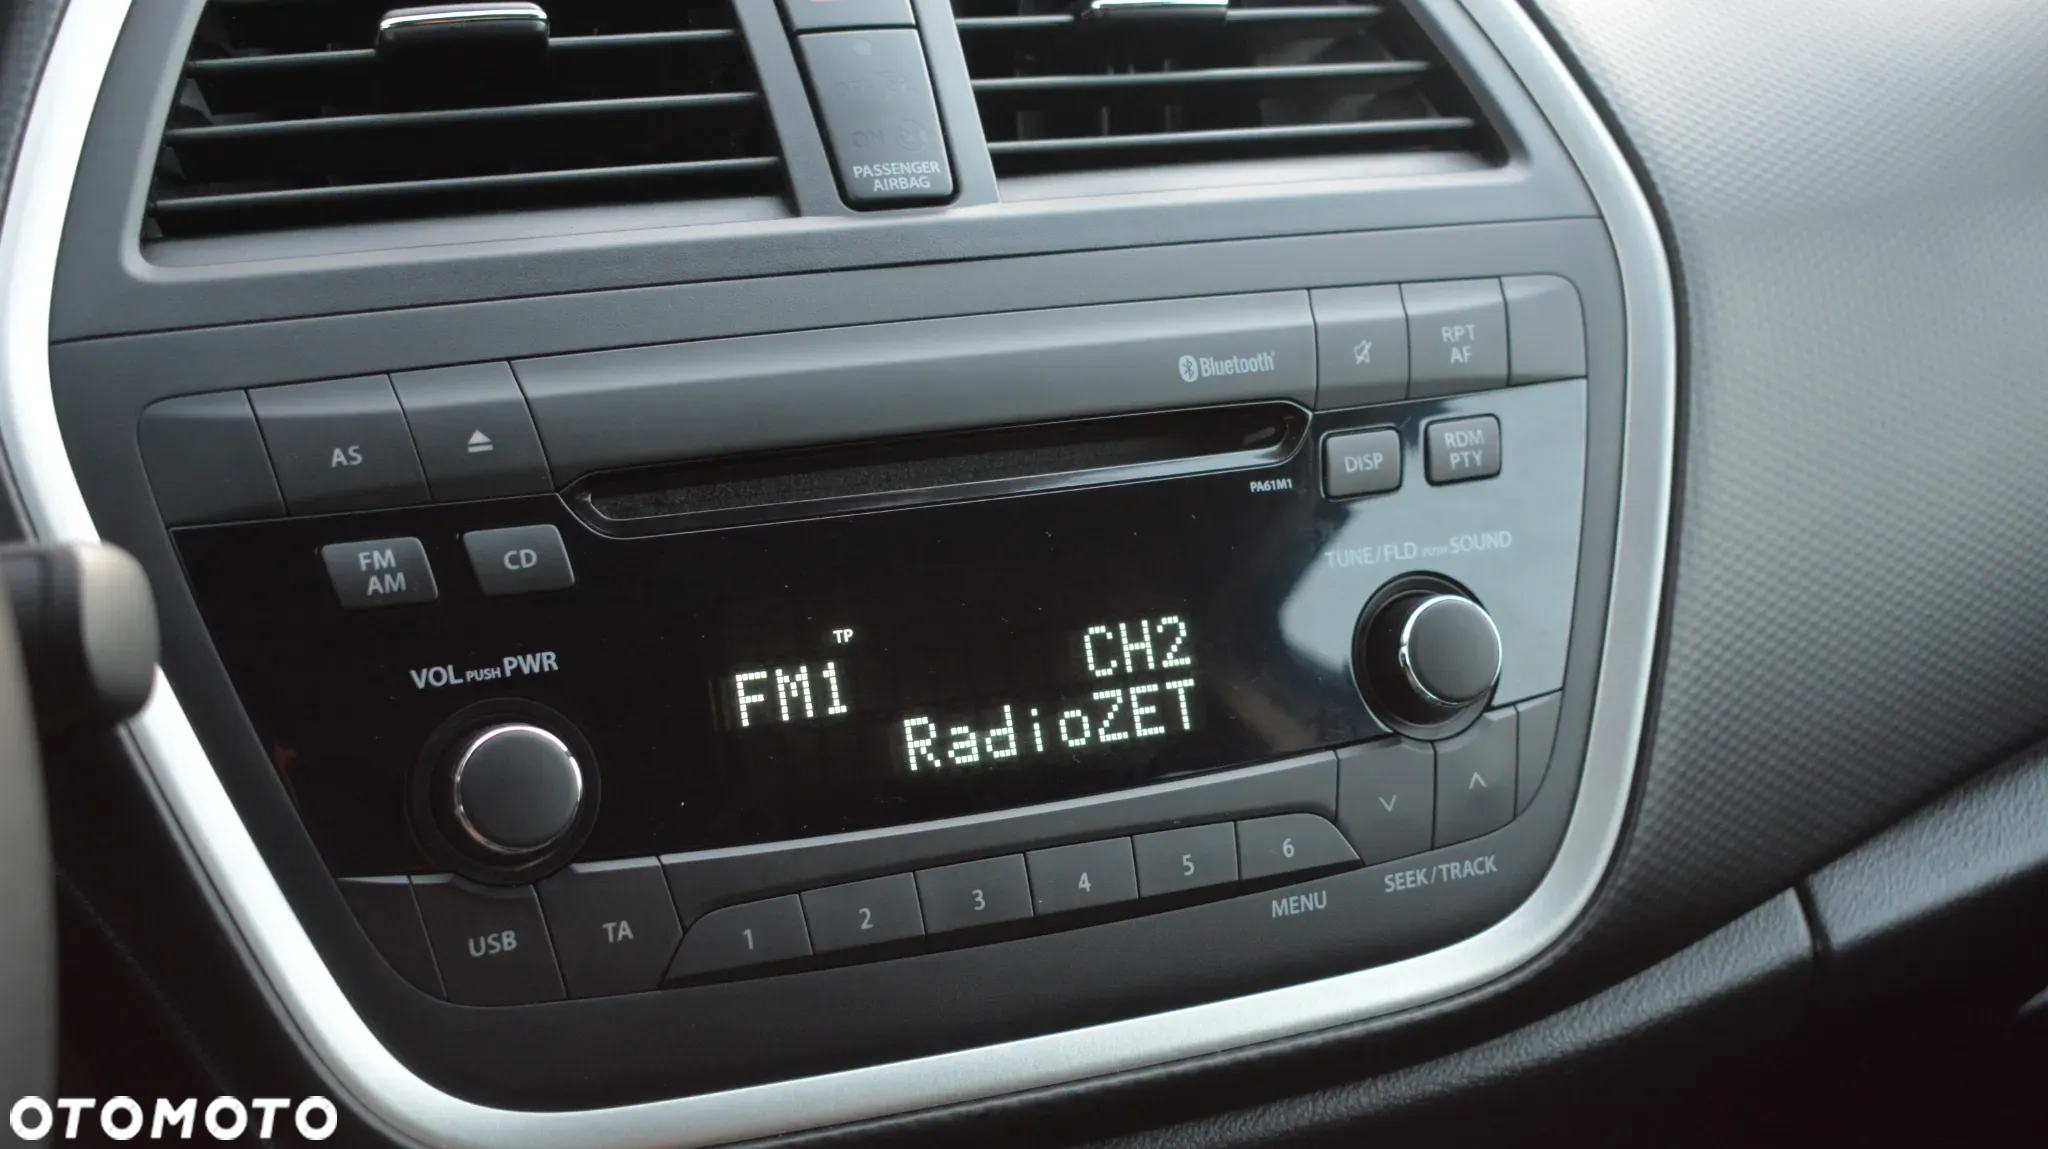 PASSENGER
AIRBAG
Bluetooth
RPT
AF
AS
DISP
RDM
PTY
PA61M1
FM
AM
CD
TUNE/FLD PUSH SOUND
VOL PUSH PWR
TP
FM1
CH2
RadioZET
USB
TA
1
2
3
4
5
6
MENU
SEEK/TRACK
OTOMOTO